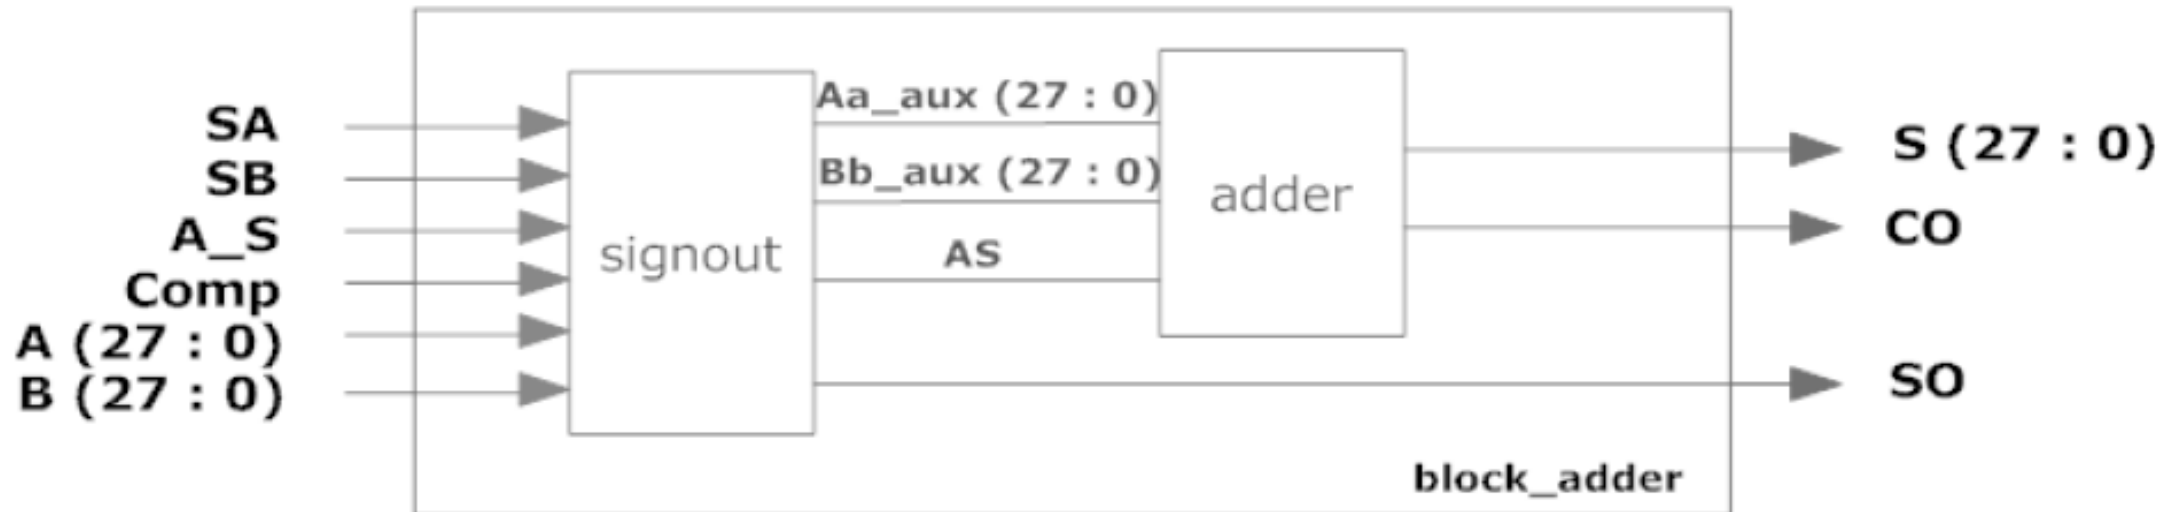 SA
SB
A_S
Comp
A (27 : 0)
B (27 : 0)
signout
Aa_aux (27 : 0)
Bb_aux (27 : 0)
AS
adder
S (27 : 0)
CO
SO
block_adder